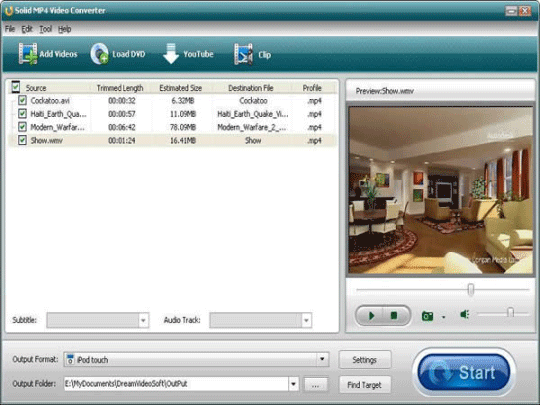 Solid MP4 Video Converter
File Edit Tool Help
Add Videos Load DVD YouTube Clip
Source Trimmed Length Estimated Size Destination File Profile
Cockatoo.avi 00:00:32 6.32MB Cockatoo .mp4
Haiti_Earth_Qua... 00:00:57 11.09MB Haiti_Earth_Quake_Vi... .mp4
Modern_Warfare... 00:06:42 78.09MB Modern_Warfare_2_... .mp4
Show.wmv 00:01:24 16.41MB Show .mp4
Preview:Show.wmv
Subtitle: Audio Track:
Output Format: iPod touch Settings
Output Folder: E:\MyDocuments\DreamVideoSoft\OutPut ... Find Target
Start